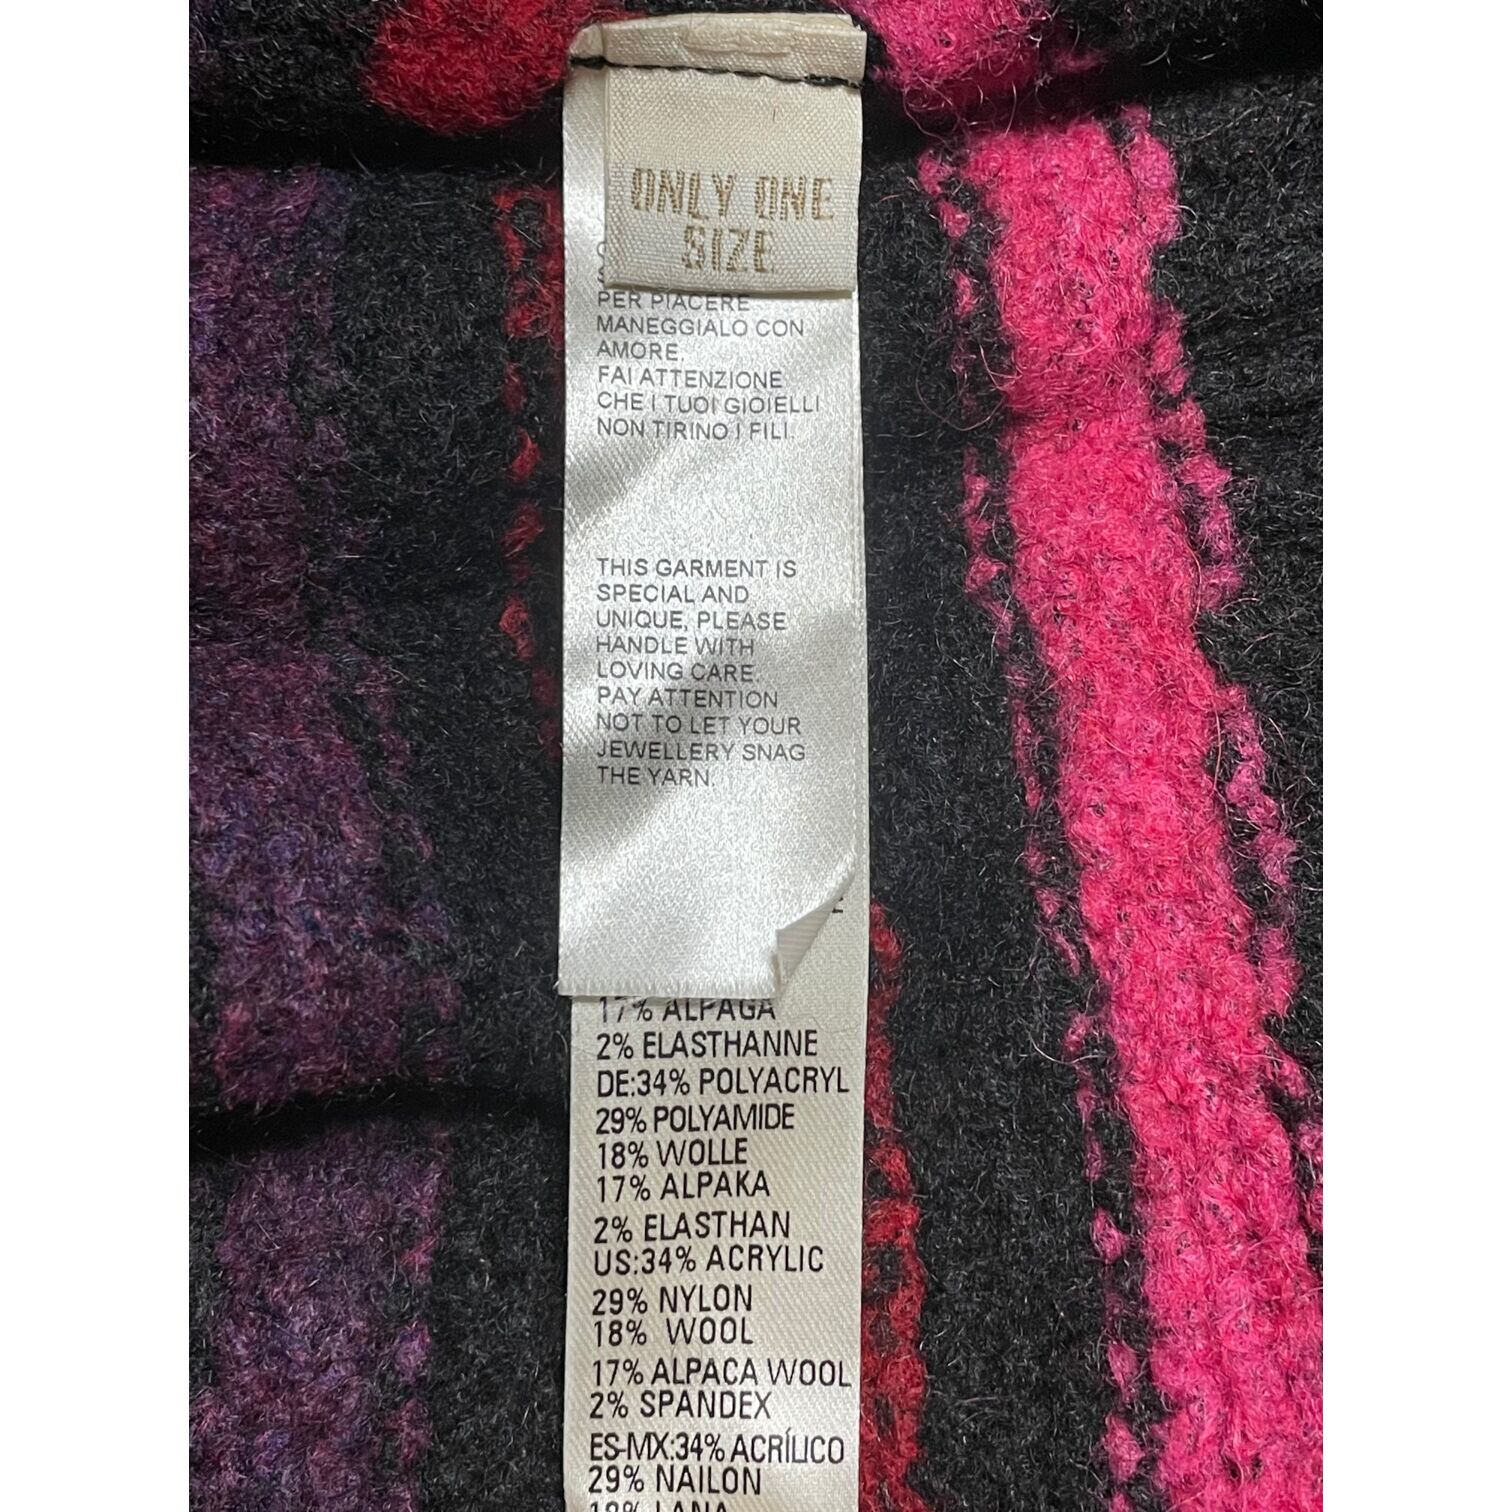 ONLY ONE
SIZE
PER PIACERE
MANEGGIALO CON
AMORE.
FAI ATTENZIONE
CHE I TUOI GIOIELLI
NON TIRINO I FILI.
THIS GARMENT IS
SPECIAL AND
UNIQUE, PLEASE
HANDLE WITH
LOVING CARE.
PAY ATTENTION
NOT TO LET YOUR
JEWELLERY SNAG
THE YARN.
17% ALPAGA
2% ELASTHANNE
DE:34% POLYACRYL
29% POLYAMIDE
18% WOLLE
17% ALPAKA
2% ELASTHAN
US:34% ACRYLIC
29% NYLON
18% WOOL
17% ALPACA WOOL
2% SPANDEX
ES-MX:34% ACRÍLICO
29% NAILON
18% LANA